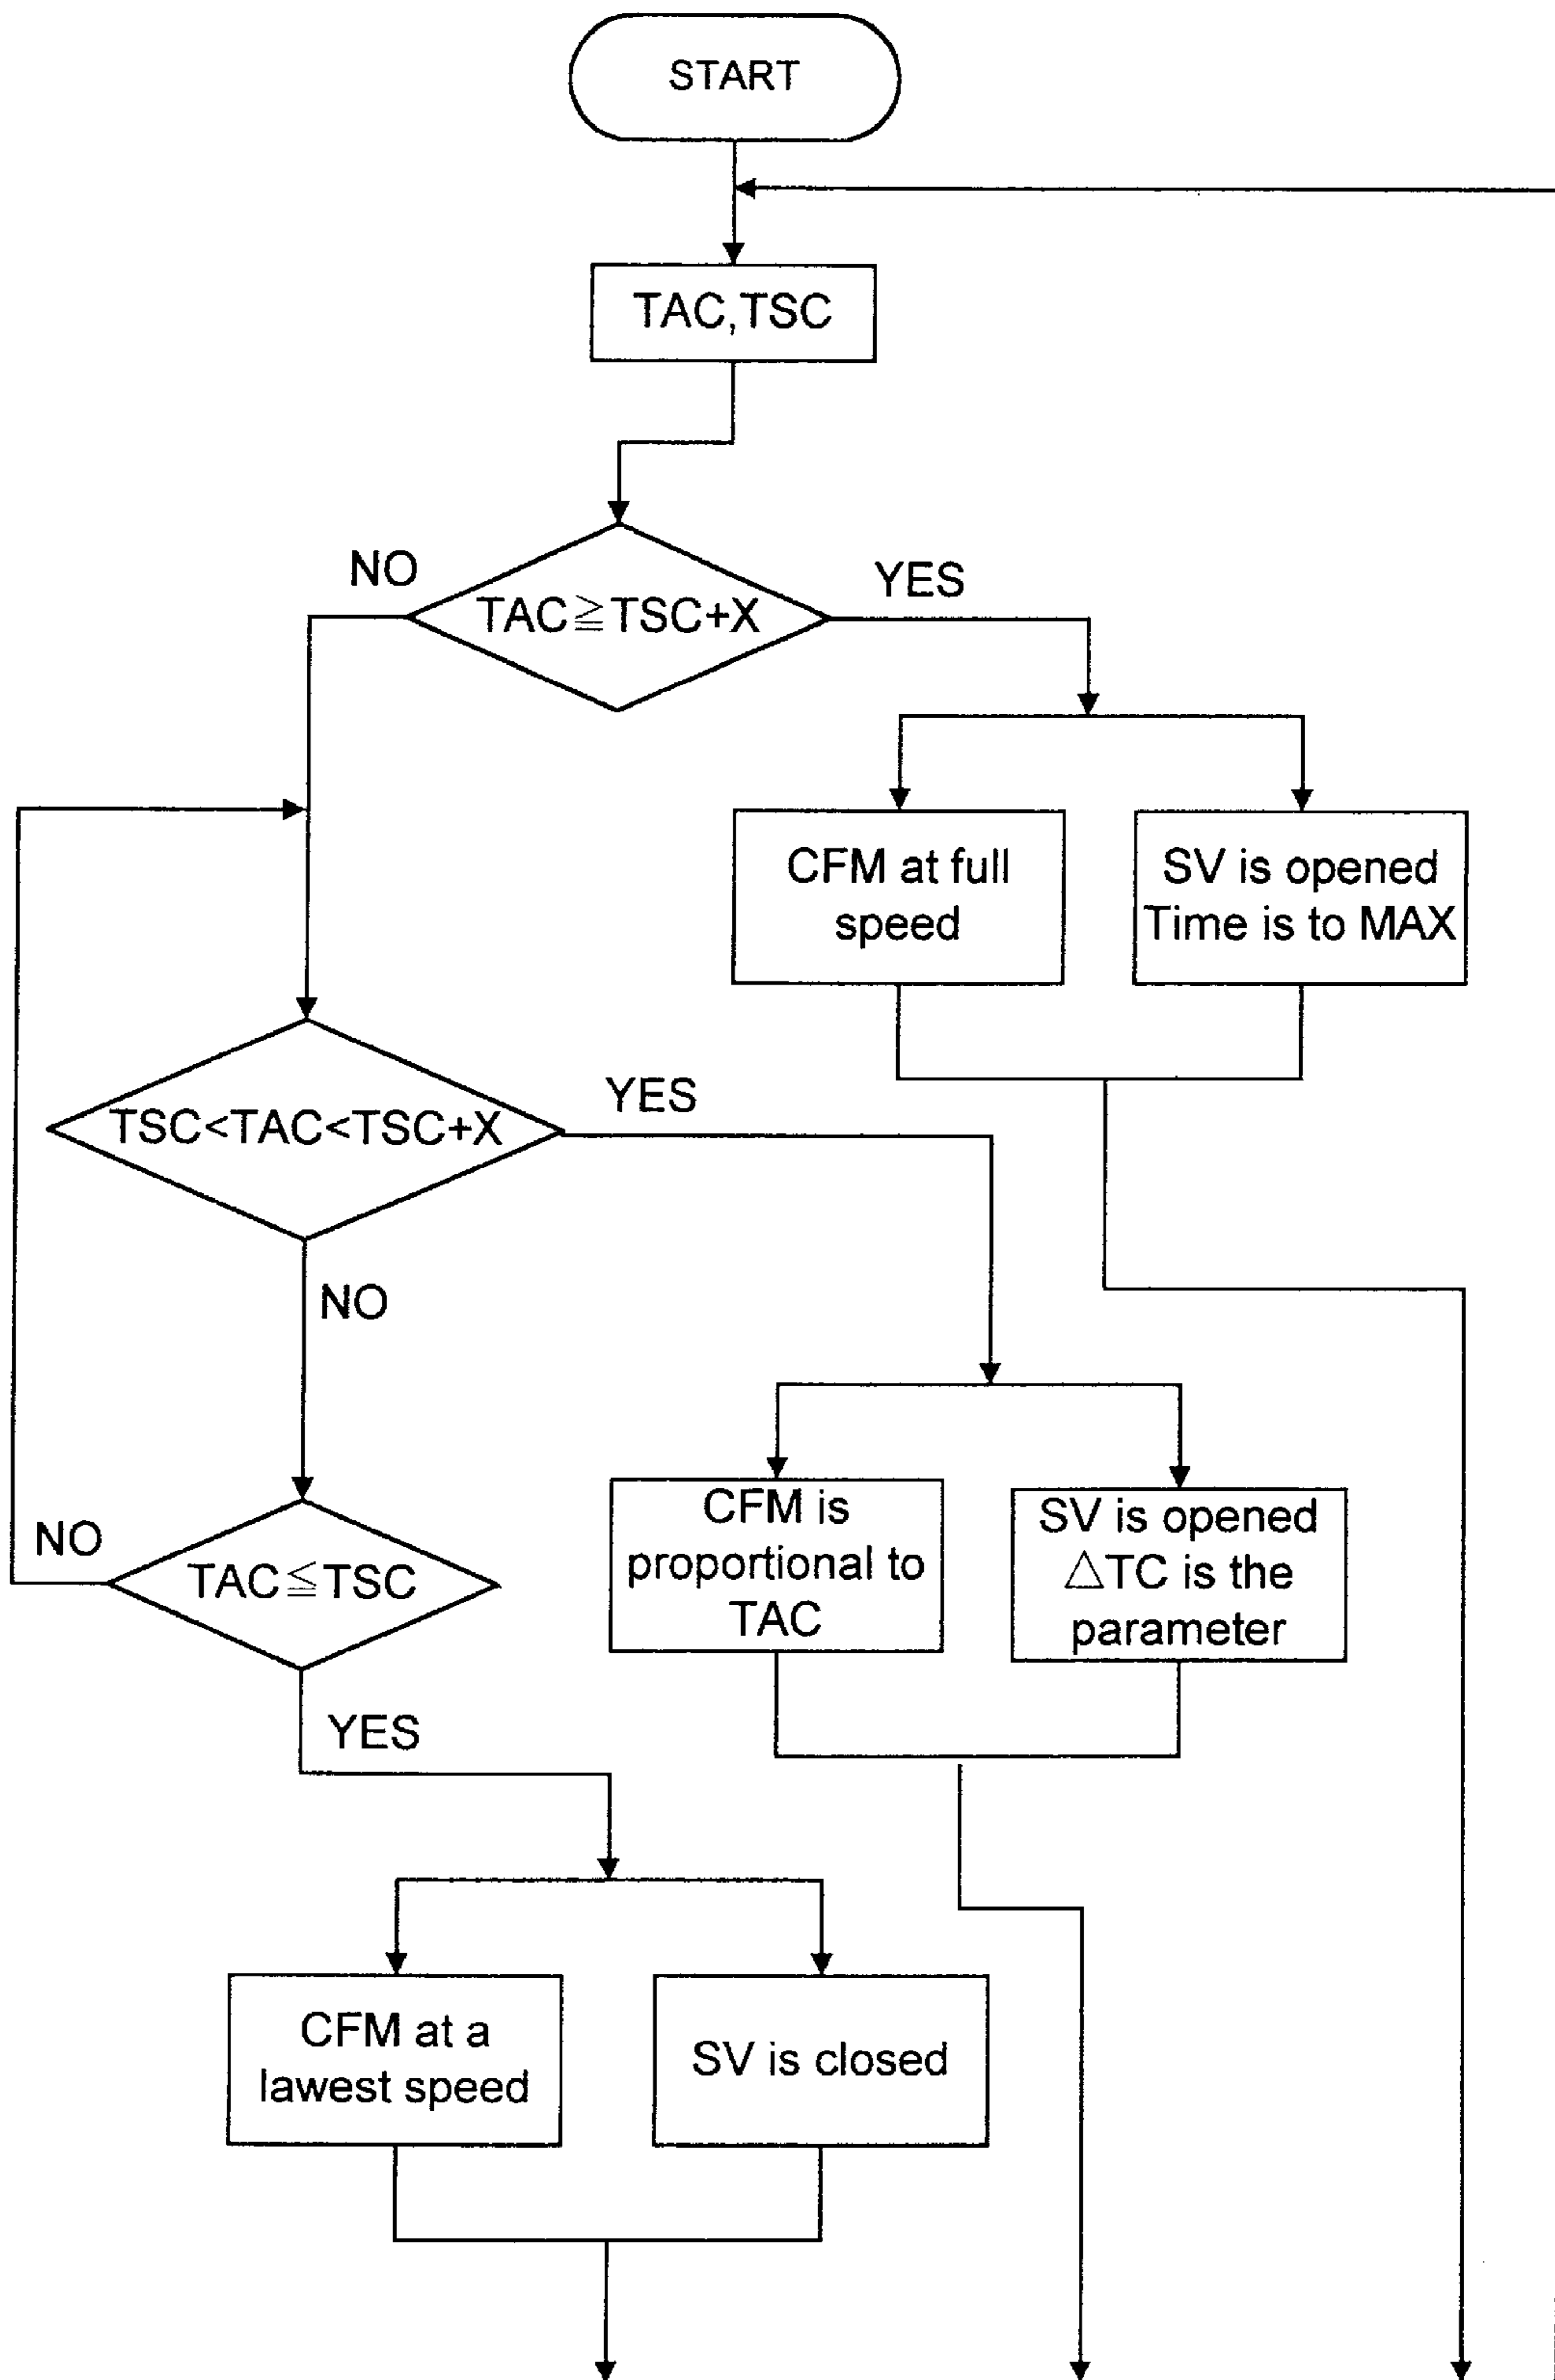 START
TAC,TSC
NO
YES
TAC≧TSC+X
CFM at full
speed
SV is opened
Time is to MAX
YES
TSC<TAC<TSC+X
NO
CFM is
proportional to
TAC
SV is opened
△TC is the
parameter
NO
TAC≦TSC
YES
CFM at a
lawest speed
SV is closed